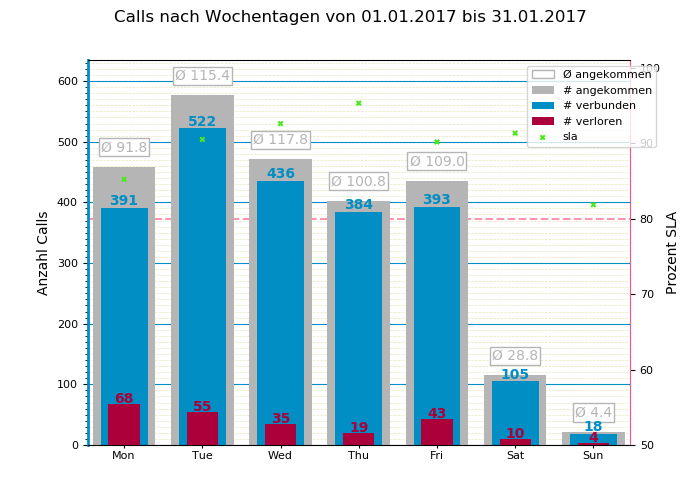 Calls nach Wochentagen von 01.01.2017 bis 31.01.2017
Anzahl Calls
600
500
400
300
200
100
0
Ø 91.8
Ø 115.4
Ø 117.8
Ø 100.8
Ø 109.0
Ø 28.8
Ø 4.4
391
522
436
384
393
105
18
68
55
35
19
43
10
4
Mon
Tue
Wed
Thu
Fri
Sat
Sun
Ø angekommen
# angekommen
# verbunden
# verloren
sla
100
90
80
70
60
50
Prozent SLA